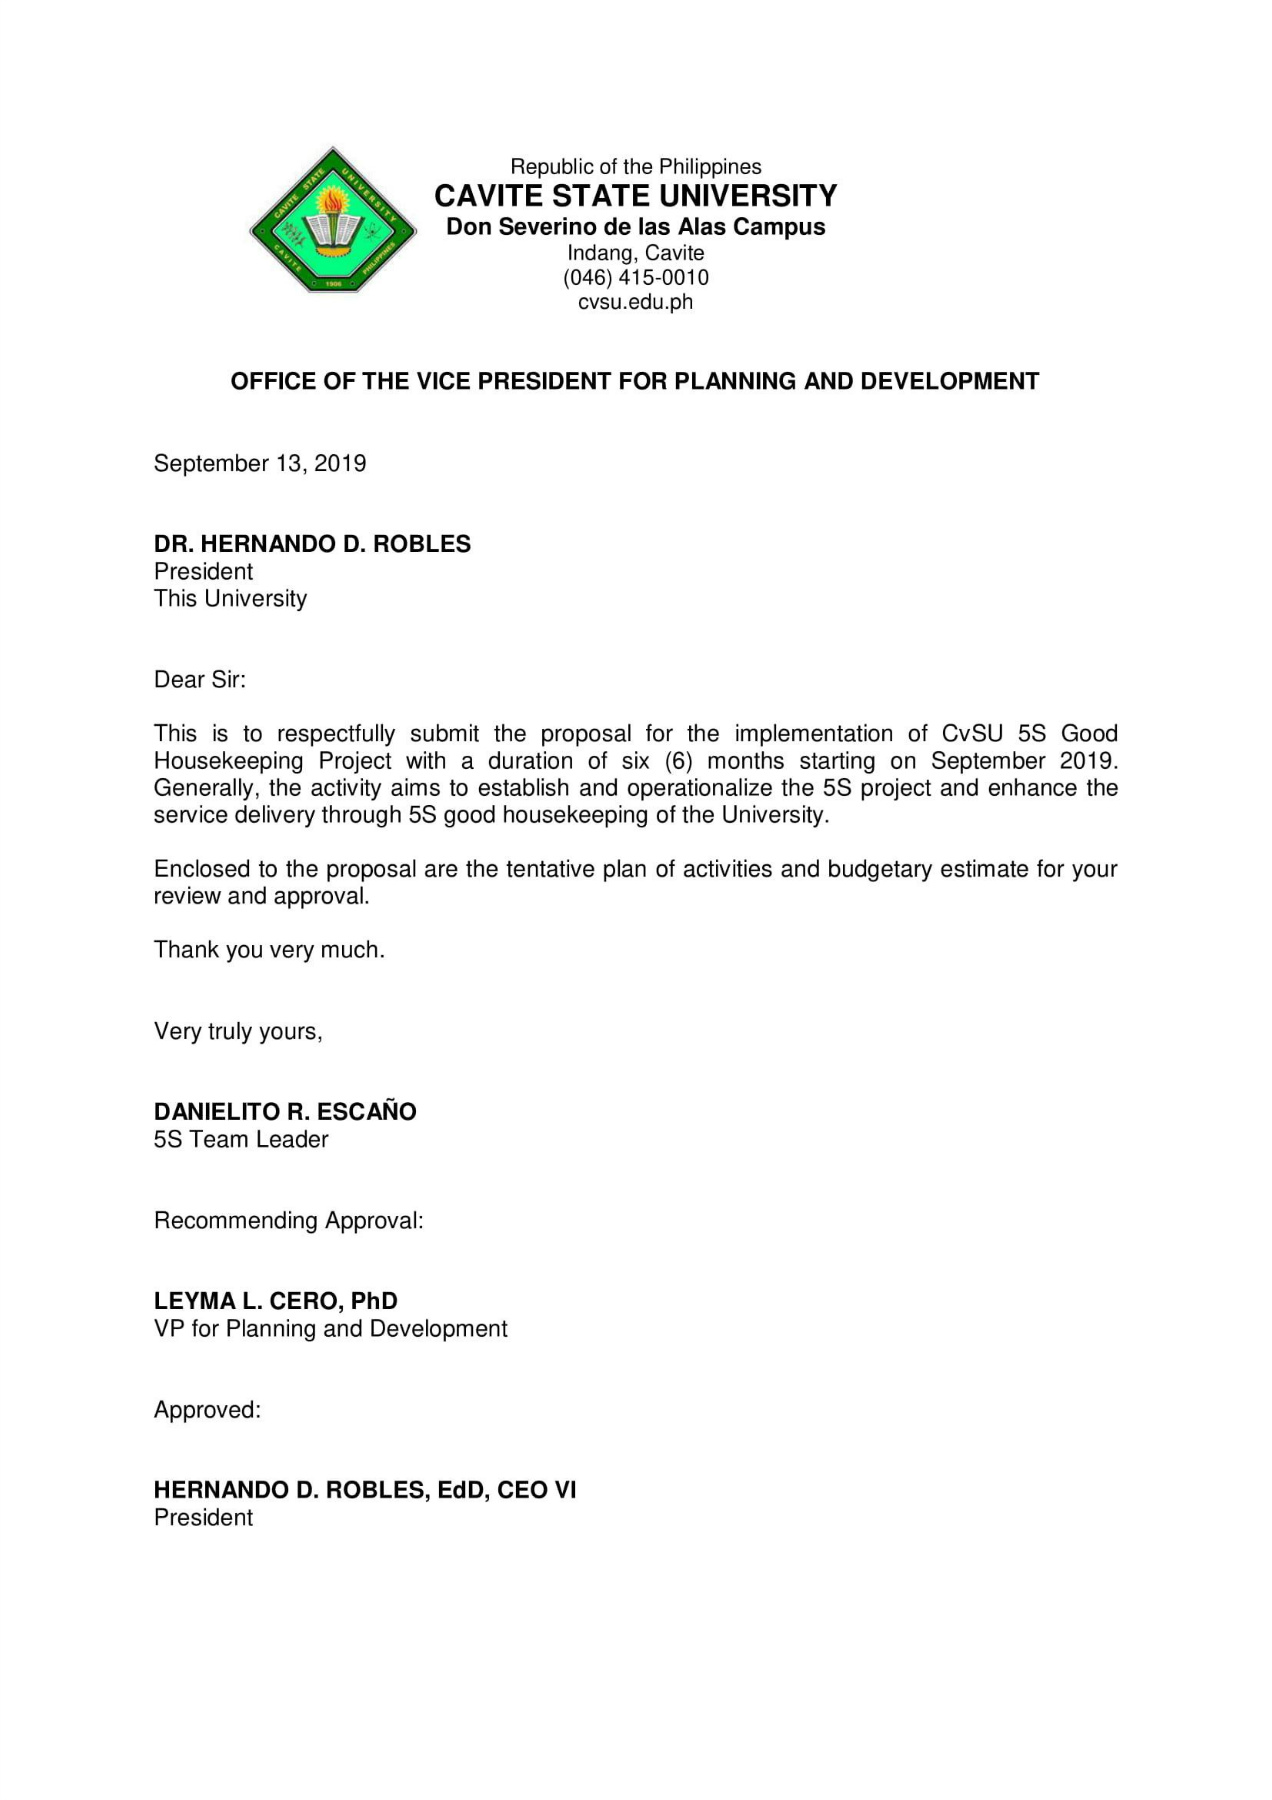 CAVITE STATE UNIVERSITY
CAVITE PHILIPPINES
1906
Republic of the Philippines
CAVITE STATE UNIVERSITY
Don Severino de las Alas Campus
Indang, Cavite
(046) 415-0010
cvsu.edu.ph
OFFICE OF THE VICE PRESIDENT FOR PLANNING AND DEVELOPMENT
September 13, 2019
DR. HERNANDO D. ROBLES
President
This University
Dear Sir:
This is to respectfully submit the proposal for the implementation of CvSU 5S Good
Housekeeping Project with a duration of six (6) months starting on September 2019.
Generally, the activity aims to establish and operationalize the 5S project and enhance the
service delivery through 5S good housekeeping of the University.
Enclosed to the proposal are the tentative plan of activities and budgetary estimate for your
review and approval.
Thank you very much.
Very truly yours,
DANIELITO R. ESCAÑO
5S Team Leader
Recommending Approval:
LEYMA L. CERO, PhD
VP for Planning and Development
Approved:
HERNANDO D. ROBLES, EdD, CEO VI
President